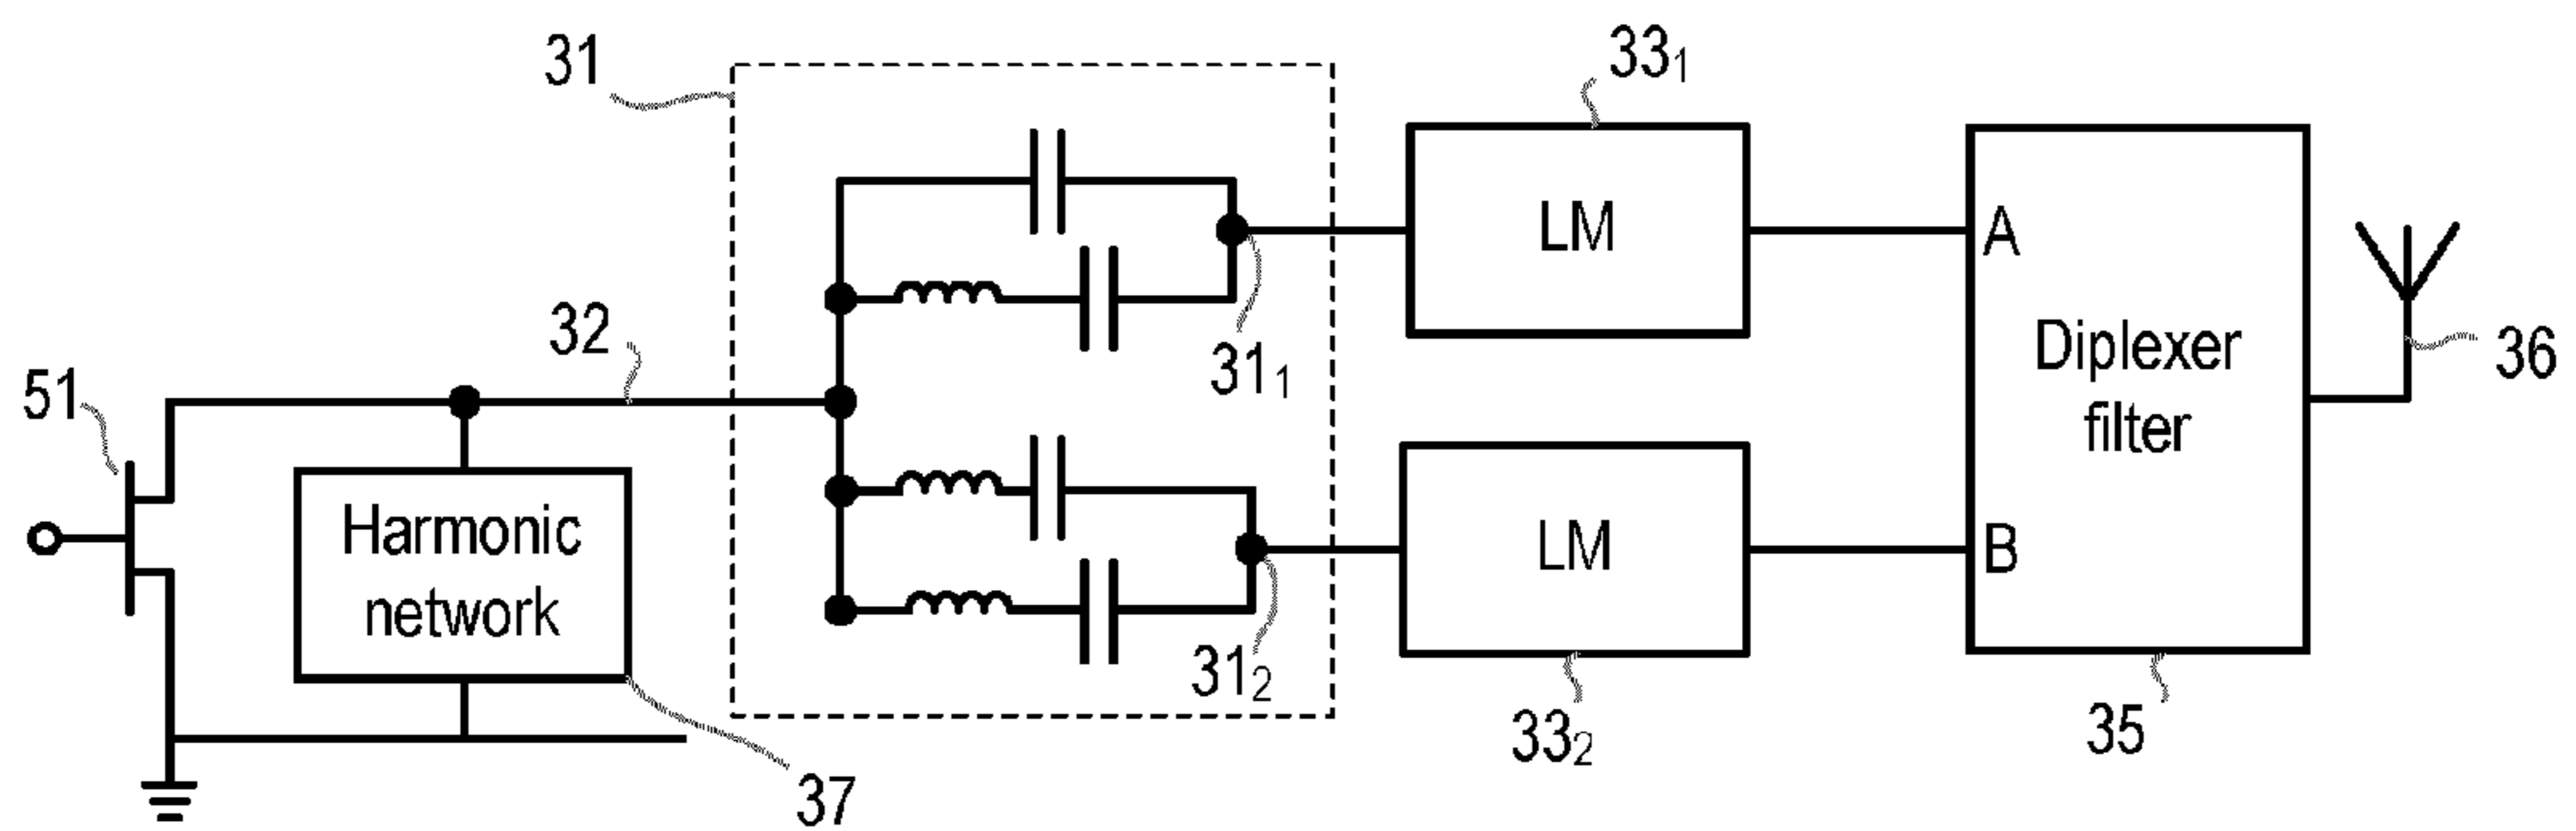 31
33₁
LM
A
32
31₁
Diplexer
filter
36
51
Harmonic
network
LM
B
31₂
33₂
35
37